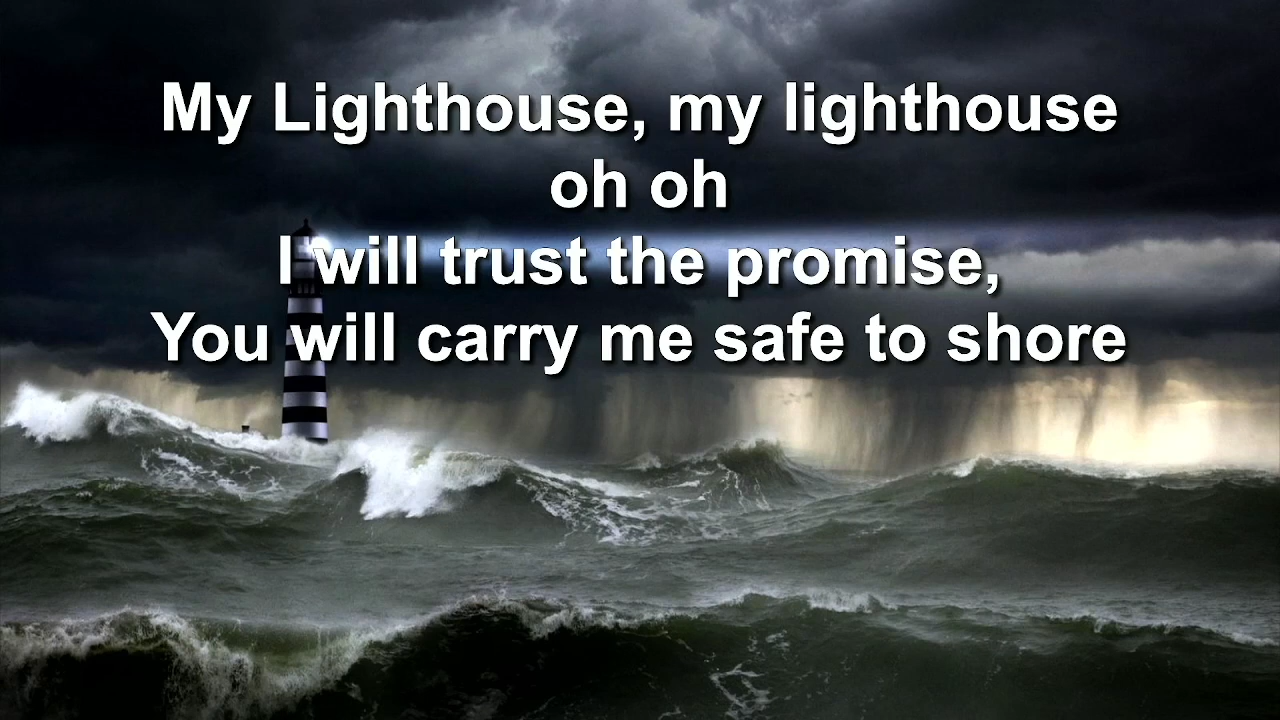 My Lighthouse, my lighthouse
oh oh
I will trust the promise,
You will carry me safe to shore